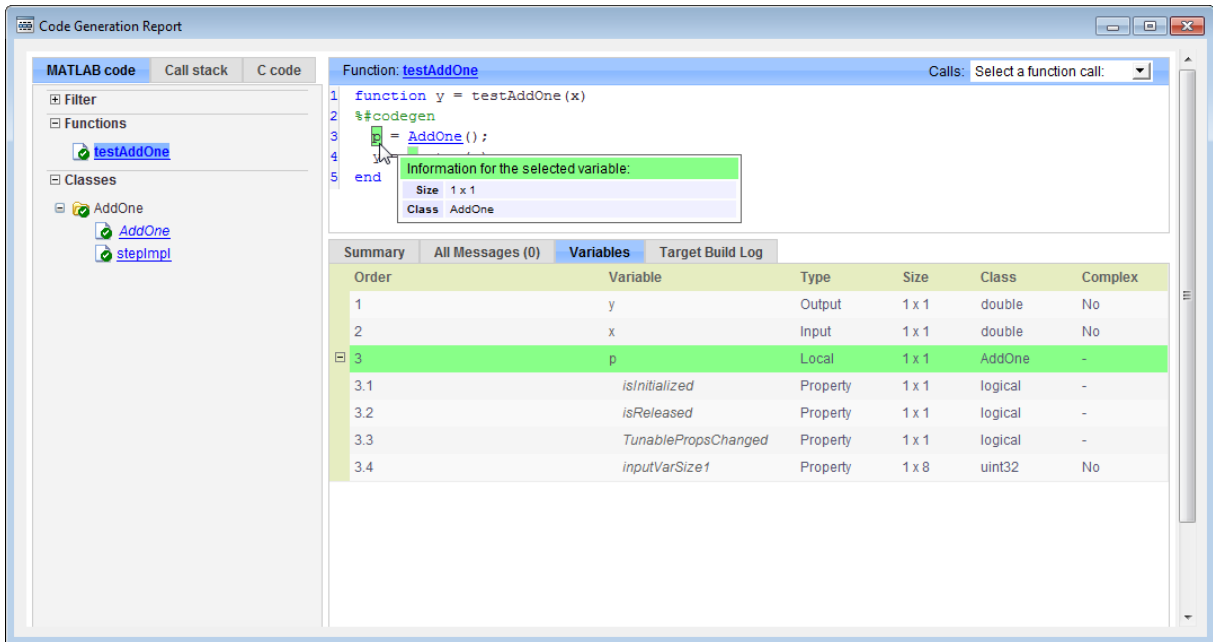 Code Generation Report
MATLAB code Call stack C code
Filter
Functions
testAddOne
Classes
AddOne
AddOne
stepImpl
Function: testAddOne Calls: Select a function call:
1 function y = testAddOne(x)
2 %#codegen
3 p = AddOne();
4 y =
5 end
Information for the selected variable:
Size 1 x 1
Class AddOne
Summary All Messages (0) Variables Target Build Log
Order Variable Type Size Class Complex
1 y Output 1 x 1 double No
2 x Input 1 x 1 double No
3 p Local 1 x 1 AddOne -
3.1 isInitialized Property 1 x 1 logical -
3.2 isReleased Property 1 x 1 logical -
3.3 TunablePropsChanged Property 1 x 1 logical -
3.4 inputVarSize1 Property 1 x 8 uint32 No